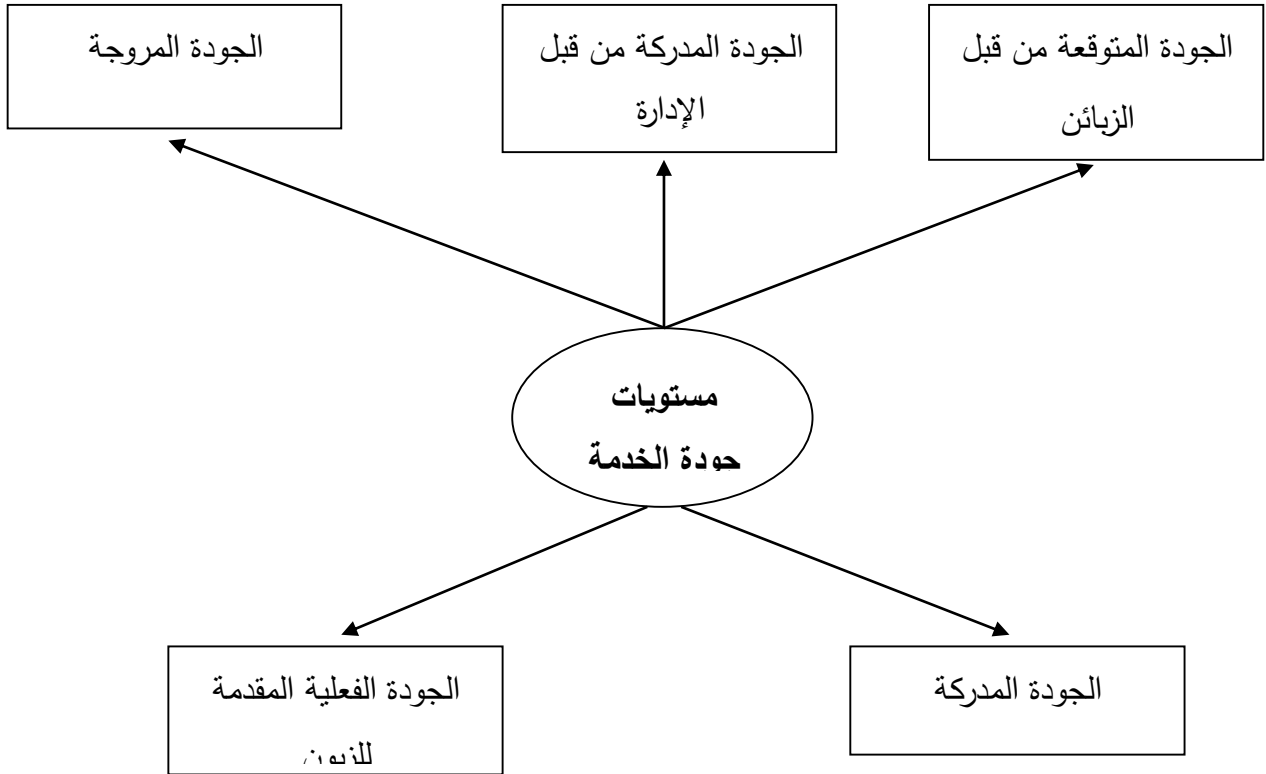 الجودة المتوقعة من قبل
الزبائن
الجودة المدركة من قبل
الإدارة
الجودة المروجة
مستويات
جودة الخدمة
الجودة المدركة
الجودة الفعلية المقدمة
للزبون